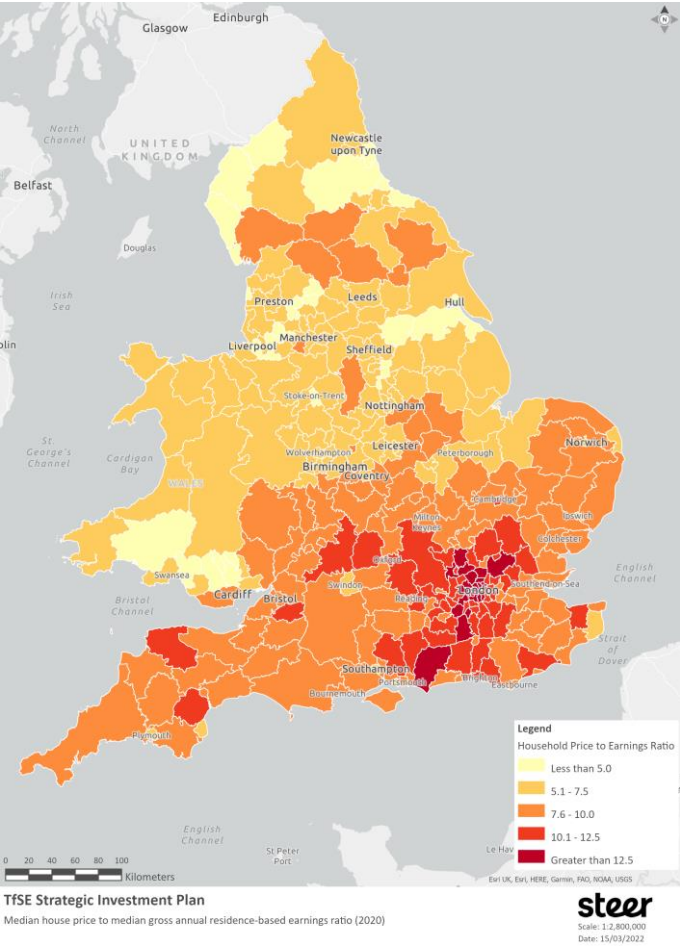 Edinburgh
Glasgow
N
North
Channel
UNITED
KINGDOM
Newcastle
upon Tyne
Belfast
Douglas
Irish
Sea
Preston
Leeds
Hull
Manchester
Liverpool
Sheffield
Stoke-on-Trent
Nottingham
St.
George's
Channel
Cardigan
Bay
WALES
Norwich
Leicester
Peterborough
Wolverhampton
Birmingham
Coventry
Cambridge
Milton
Keynes
Ipswich
Colchester
Oxford
Swansea
Cardiff
Bristol
Swindon
Reading
London
Southend-on-Sea
English
Channel
Bristol
Channel
Strait
of
Dover
Southampton
Portsmouth
Brighton
Eastbourne
Bournemouth
Plymouth
English
Channel
St Peter
Port
Le Hav
Legend
Household Price to Earnings Ratio
Less than 5.0
5.1 - 7.5
7.6 - 10.0
10.1 - 12.5
Greater than 12.5
0 20 40 60 80 100
Kilometers
Esri UK, Esri, HERE, Garmin, FAO, NOAA, USGS
TfSE Strategic Investment Plan
Median house price to median gross annual residence-based earnings ratio (2020)
steer
Scale: 1:2,800,000
Date: 15/03/2022